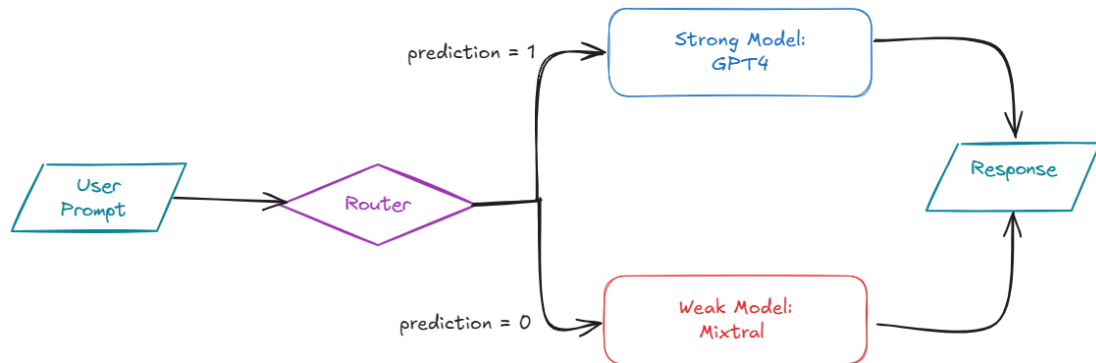 prediction = 1
Strong Model:
GPT4
User
Prompt
Router
Response
prediction = 0
Weak Model:
Mixtral